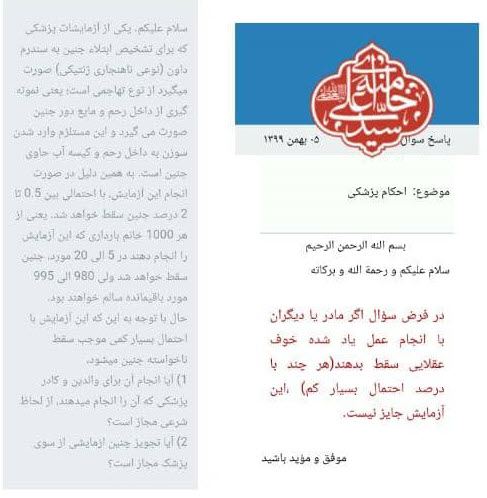 سلام علیکم. یکی از آزمایشات پزشکی
که برای تشخیص ابتلاء جنین به سندرم
داون (نوعی ناهنجاری ژنتیکی) صورت
میگیرد از نوع تهاجمی است؛ یعنی نمونه
گیری از داخل رحم و مایع دور جنین
صورت می گیرد و این مستلزم وارد شدن
سوزن به داخل رحم و کیسه آب حاوی
جنین است. به همین دلیل در صورت
انجام این آزمایش، با احتمالی بین 0.5 تا
2 درصد جنین سقط خواهد شد. یعنی از
هر 1000 خانم بارداری که این آزمایش
را انجام دهند در 5 الی 20 مورد، جنین
سقط خواهد شد ولی 980 الی 995
مورد باقیمانده سالم خواهند بود.
حال با توجه به این که این آزمایش با
احتمال بسیار کمی موجب سقط
ناخواسته جنین میشود،
1) آیا انجام آن برای والدین و کادر
پزشکی که آن را انجام میدهند، از لحاظ
شرعی مجاز است؟
2) آیا تجویز چنین ازمایشی از سوی
پزشک مجاز است؟
سید علی خامنه ای
پاسخ سوال
۰۵ بهمن ۱۳۹۹
موضوع: احکام پزشکی
بسم الله الرحمن الرحیم
سلام علیکم و رحمة الله و برکاته
در فرض سؤال اگر مادر یا دیگران
با انجام عمل یاد شده خوف
عقلایی سقط بدهند(هر چند با
درصد احتمال بسیار کم) ،این
آزمایش جایز نیست.
موفق و مؤید باشید